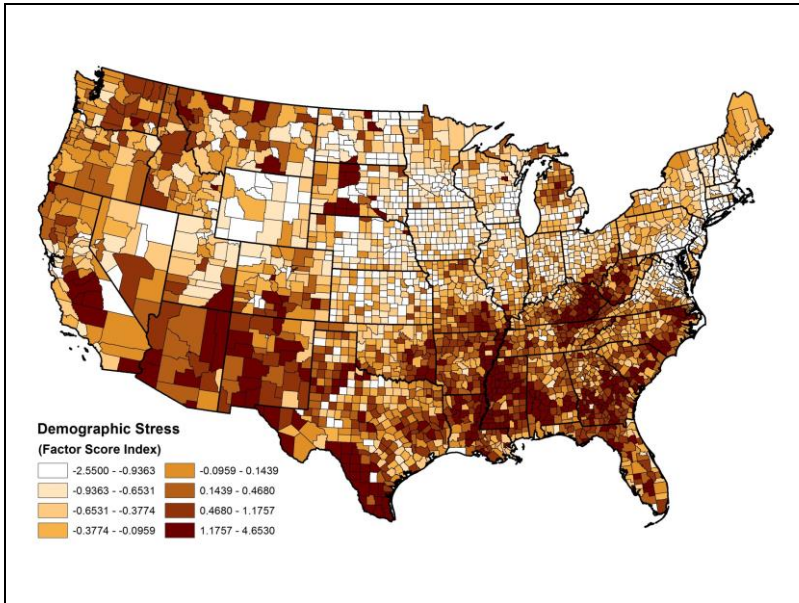 Demographic Stress
(Factor Score Index)
-2.5500 - -0.9363
-0.9363 - -0.6531
-0.6531 - -0.3774
-0.3774 - -0.0959
-0.0959 - 0.1439
0.1439 - 0.4680
0.4680 - 1.1757
1.1757 - 4.6530